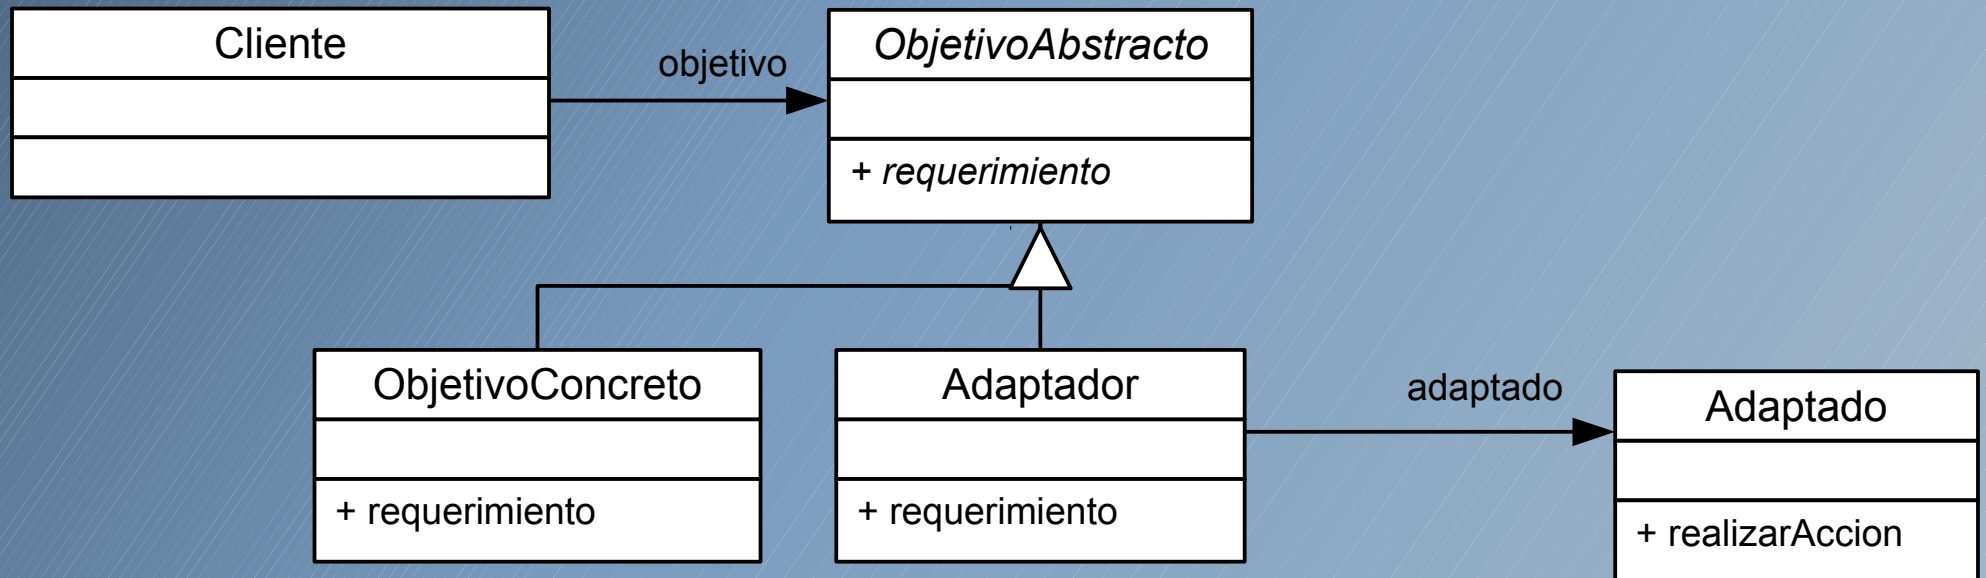 Cliente
objetivo
ObjetivoAbstracto
+ requerimiento
ObjetivoConcreto
+ requerimiento
Adaptador
+ requerimiento
adaptado
Adaptado
+ realizarAccion